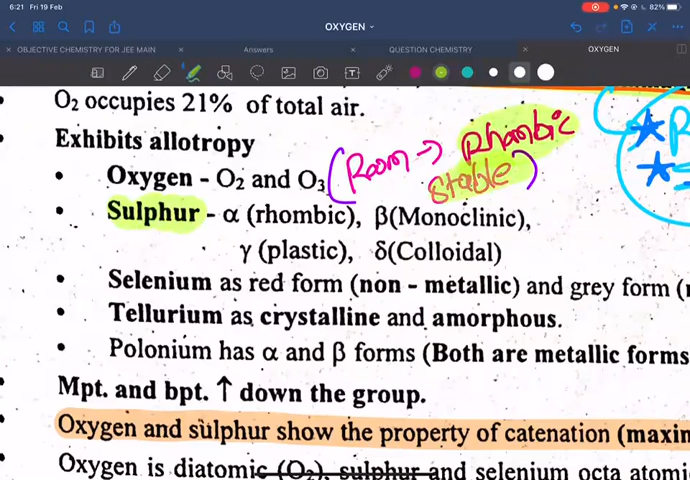 6:21 Fri 19 Feb
82%
OXYGEN
OBJECTIVE CHEMISTRY FOR JEE MAIN
Answers
QUESTION CHEMISTRY
OXYGEN
• O₂ occupies 21% of total air.
• Exhibits allotropy
• Oxygen - O₂ and O₃ (Room → Rhombic
stable)
• Sulphur - α (rhombic), β(Monoclinic),
γ (plastic), δ(Colloidal)
• Selenium as red form (non - metallic) and grey form (
• Tellurium as crystalline and amorphous.
• Polonium has α and β forms (Both are metallic forms
• Mpt. and bpt. ↑ down the group.
• Oxygen and sulphur show the property of catenation
• Oxygen is diatomic (O₂), sulphur and selenium octa atomi